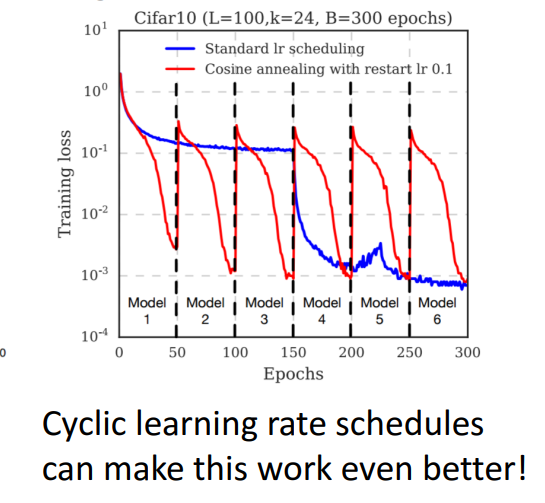 Cifar10 (L=100,k=24, B=300 epochs)
Standard lr scheduling
Cosine annealing with restart lr 0.1
10^1
10^0
10^-1
10^-2
10^-3
10^-4
Training loss
Model 1
Model 2
Model 3
Model 4
Model 5
Model 6
0 50 100 150 200 250 300
Epochs
0
Cyclic learning rate schedules
can make this work even better!